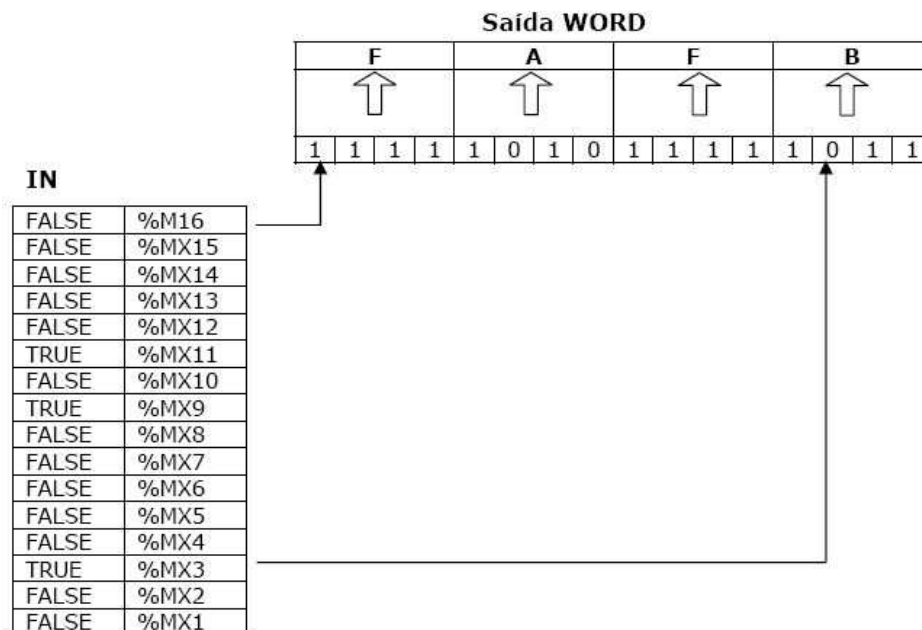 Saída WORD
F A F B
1 1 1 1 1 0 1 0 1 1 1 1 1 0 1 1
IN
FALSE %M16
FALSE %MX15
FALSE %MX14
FALSE %MX13
FALSE %MX12
TRUE %MX11
FALSE %MX10
TRUE %MX9
FALSE %MX8
FALSE %MX7
FALSE %MX6
FALSE %MX5
FALSE %MX4
TRUE %MX3
FALSE %MX2
FALSE %MX1